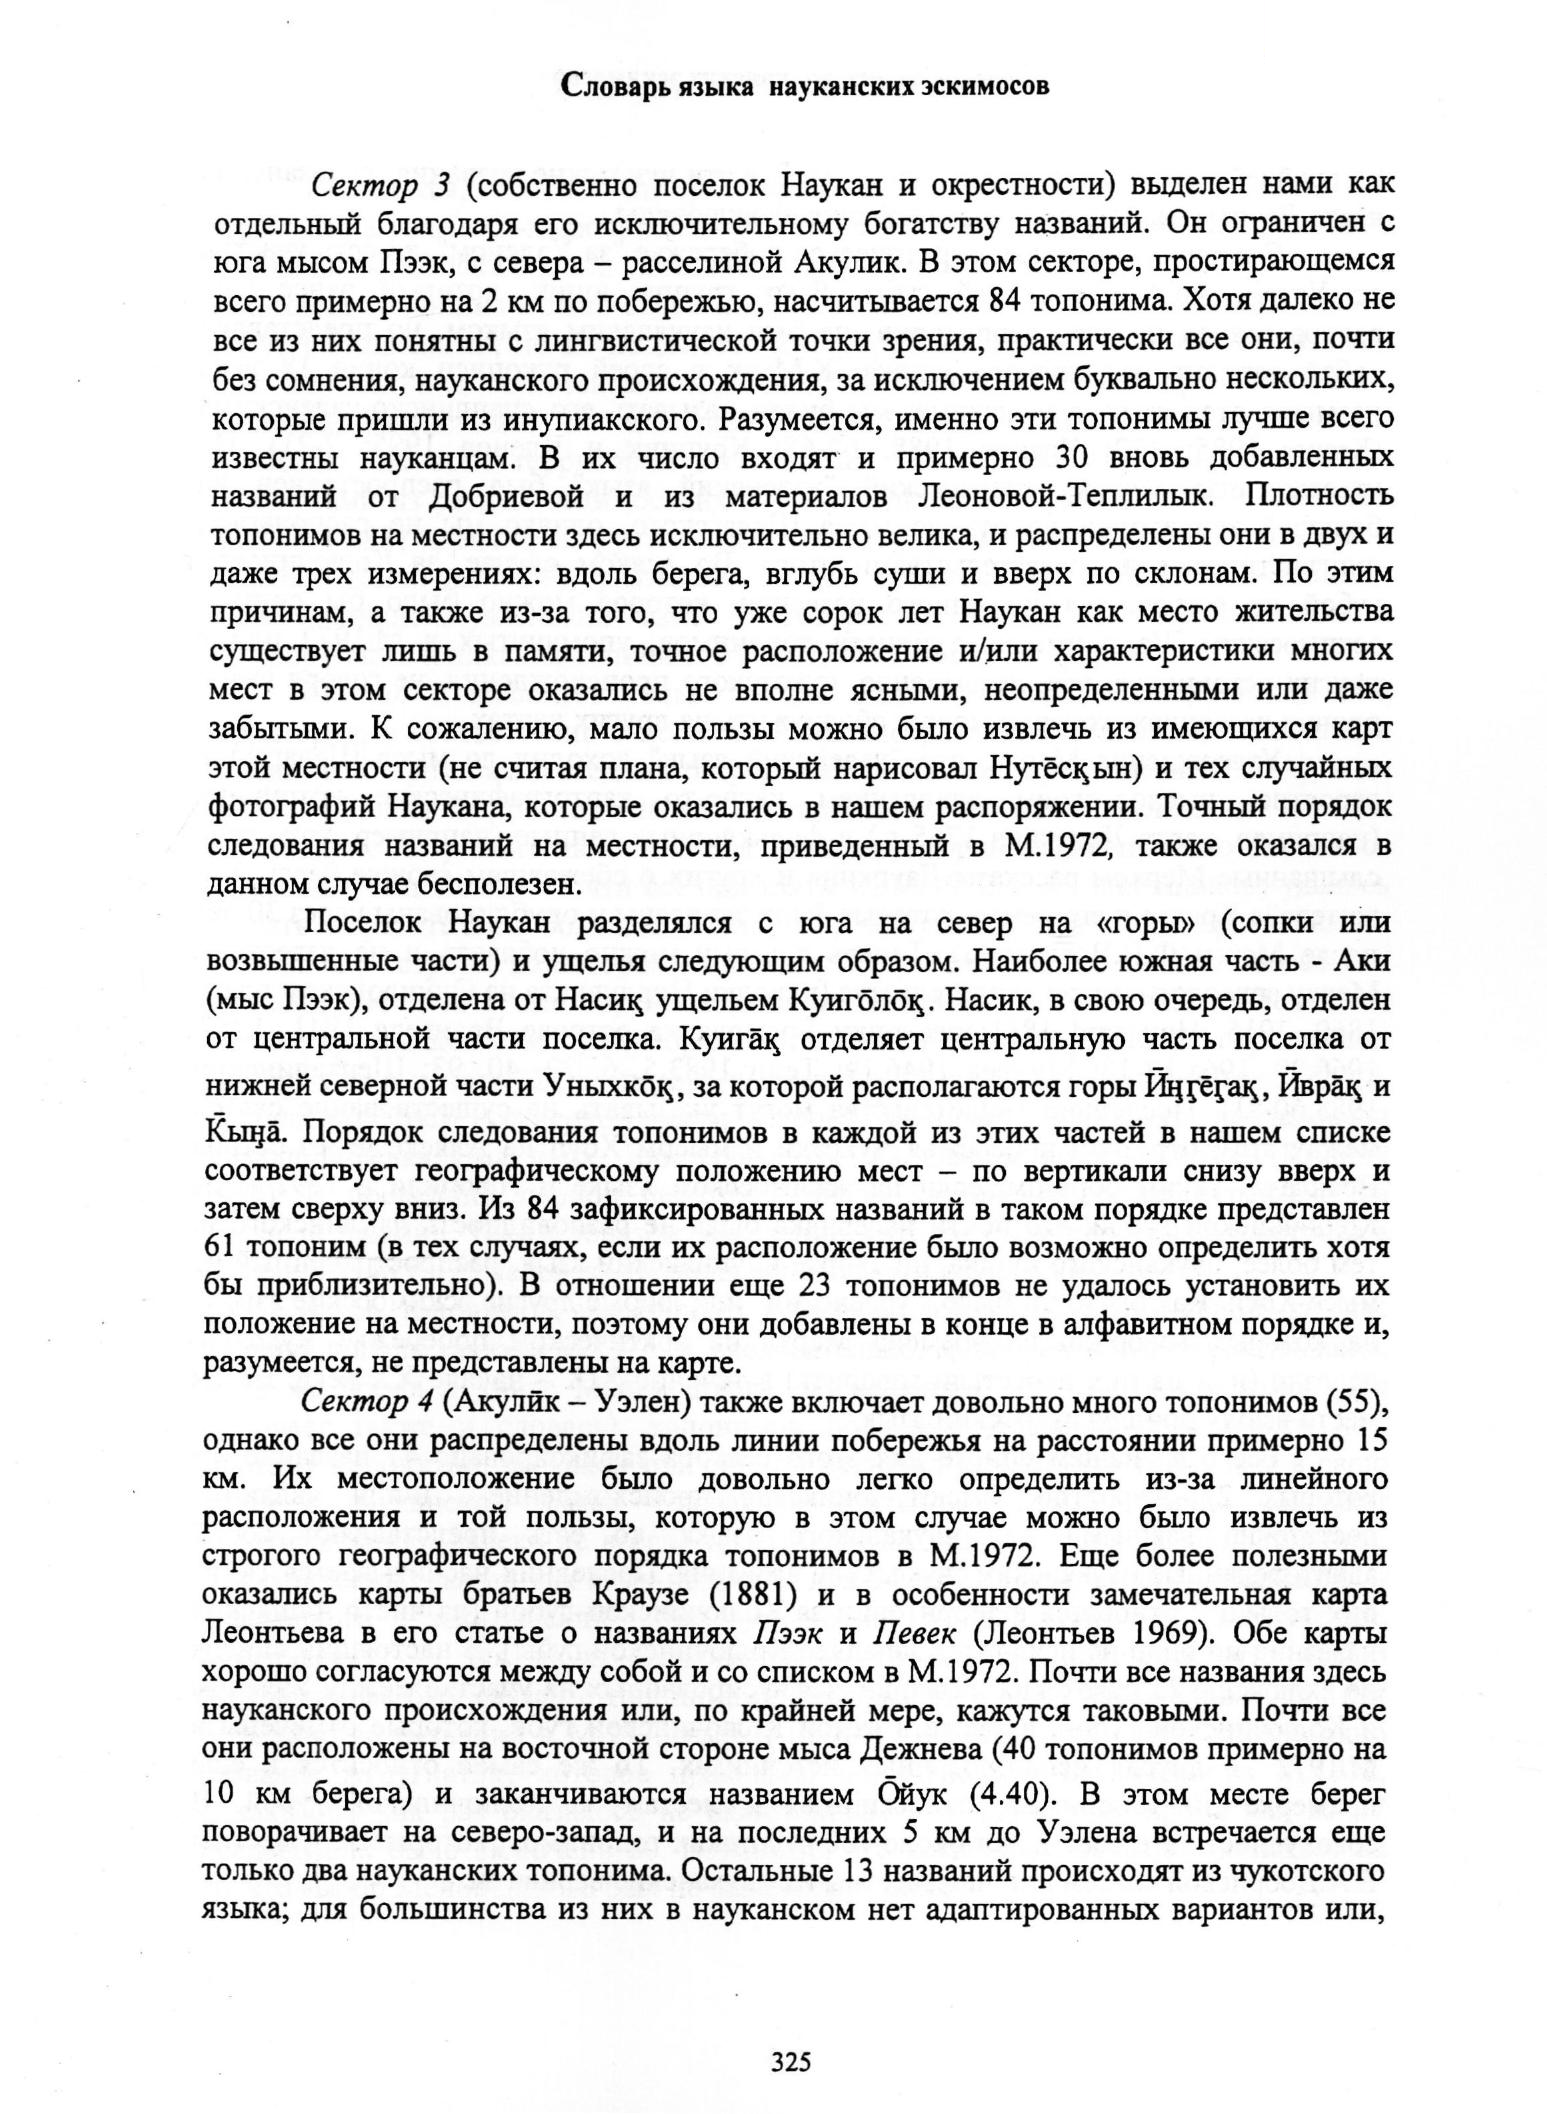 Словарь языка науканских эскимосов
Сектор 3 (собственно поселок Наукан и окрестности) выделен нами как
отдельный благодаря его исключительному богатству названий. Он ограничен с
юга мысом Пээк, с севера – расселиной Акулик. В этом секторе, простирающемся
всего примерно на 2 км по побережью, насчитывается 84 топонима. Хотя далеко не
все из них понятны с лингвистической точки зрения, практически все они, почти
без сомнения, науканского происхождения, за исключением буквально нескольких,
которые пришли из инупиакского. Разумеется, именно эти топонимы лучше всего
известны науканцам. В их число входят и примерно 30 вновь добавленных
названий от Добриевой и из материалов Леоновой-Теплилык. Плотность
топонимов на местности здесь исключительно велика, и распределены они в двух и
даже трех измерениях: вдоль берега, вглубь суши и вверх по склонам. По этим
причинам, а также из-за того, что уже сорок лет Наукан как место жительства
существует лишь в памяти, точное расположение и/или характеристики многих
мест в этом секторе оказались не вполне ясными, неопределенными или даже
забытыми. К сожалению, мало пользы можно было извлечь из имеющихся карт
этой местности (не считая плана, который нарисовал Нутēсӄын) и тех случайных
фотографий Наукана, которые оказались в нашем распоряжении. Точный порядок
следования названий на местности, приведенный в М.1972, также оказался в
данном случае бесполезен.
Поселок Наукан разделялся с юга на север на «горы» (сопки или
возвышенные части) и ущелья следующим образом. Наиболее южная часть - Аки
(мыс Пээк), отделена от Насиӄ ущельем Куигōлōӄ. Насик, в свою очередь, отделен
от центральной части поселка. Куигāӄ отделяет центральную часть поселка от
нижней северной части Уныхкōӄ, за которой располагаются горы Ӣӈӷēӷаӄ, Ӣврāӄ и
К̄ыӈā. Порядок следования топонимов в каждой из этих частей в нашем списке
соответствует географическому положению мест – по вертикали снизу вверх и
затем сверху вниз. Из 84 зафиксированных названий в таком порядке представлен
61 топоним (в тех случаях, если их расположение было возможно определить хотя
бы приблизительно). В отношении еще 23 топонимов не удалось установить их
положение на местности, поэтому они добавлены в конце в алфавитном порядке и,
разумеется, не представлены на карте.
Сектор 4 (Акулӣк – Уэлен) также включает довольно много топонимов (55),
однако все они распределены вдоль линии побережья на расстоянии примерно 15
км. Их местоположение было довольно легко определить из-за линейного
расположения и той пользы, которую в этом случае можно было извлечь из
строгого географического порядка топонимов в М.1972. Еще более полезными
оказались карты братьев Краузе (1881) и в особенности замечательная карта
Леонтьева в его статье о названиях Пээк и Певек (Леонтьев 1969). Обе карты
хорошо согласуются между собой и со списком в М.1972. Почти все названия здесь
науканского происхождения или, по крайней мере, кажутся таковыми. Почти все
они расположены на восточной стороне мыса Дежнева (40 топонимов примерно на
10 км берега) и заканчиваются названием Ōйук (4.40). В этом месте берег
поворачивает на северо-запад, и на последних 5 км до Уэлена встречается еще
только два науканских топонима. Остальные 13 названий происходят из чукотского
языка; для большинства из них в науканском нет адаптированных вариантов или,
325